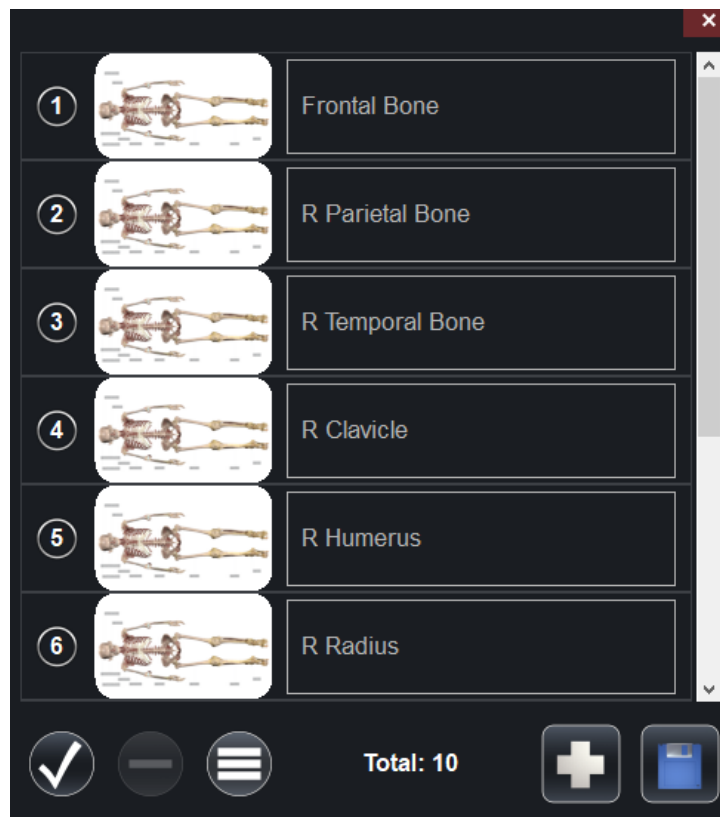 1
Frontal Bone
2
R Parietal Bone
3
R Temporal Bone
4
R Clavicle
5
R Humerus
6
R Radius
Total: 10